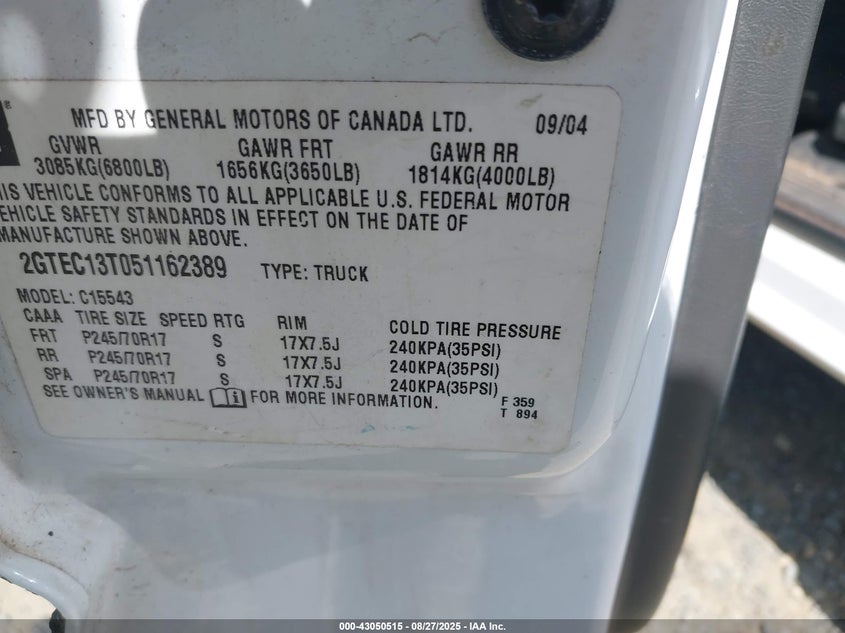 MFD BY GENERAL MOTORS OF CANADA LTD. 09/04
GVWR GAWR FRT GAWR RR
3085KG(6800LB) 1656KG(3650LB) 1814KG(4000LB)
HIS VEHICLE CONFORMS TO ALL APPLICABLE U.S. FEDERAL MOTOR
EHICLE SAFETY STANDARDS IN EFFECT ON THE DATE OF
MANUFACTURE SHOWN ABOVE.
2GTEC13T051162389 TYPE: TRUCK
MODEL: C15543
CAAA TIRE SIZE SPEED RTG RIM COLD TIRE PRESSURE
FRT P245/70R17 S 17X7.5J 240KPA(35PSI)
RR P245/70R17 S 17X7.5J 240KPA(35PSI)
SPA P245/70R17 S 17X7.5J 240KPA(35PSI)
SEE OWNER'S MANUAL FOR MORE INFORMATION.
F 359
T 894
000-43050515 - 08/27/2025 - IAA Inc.